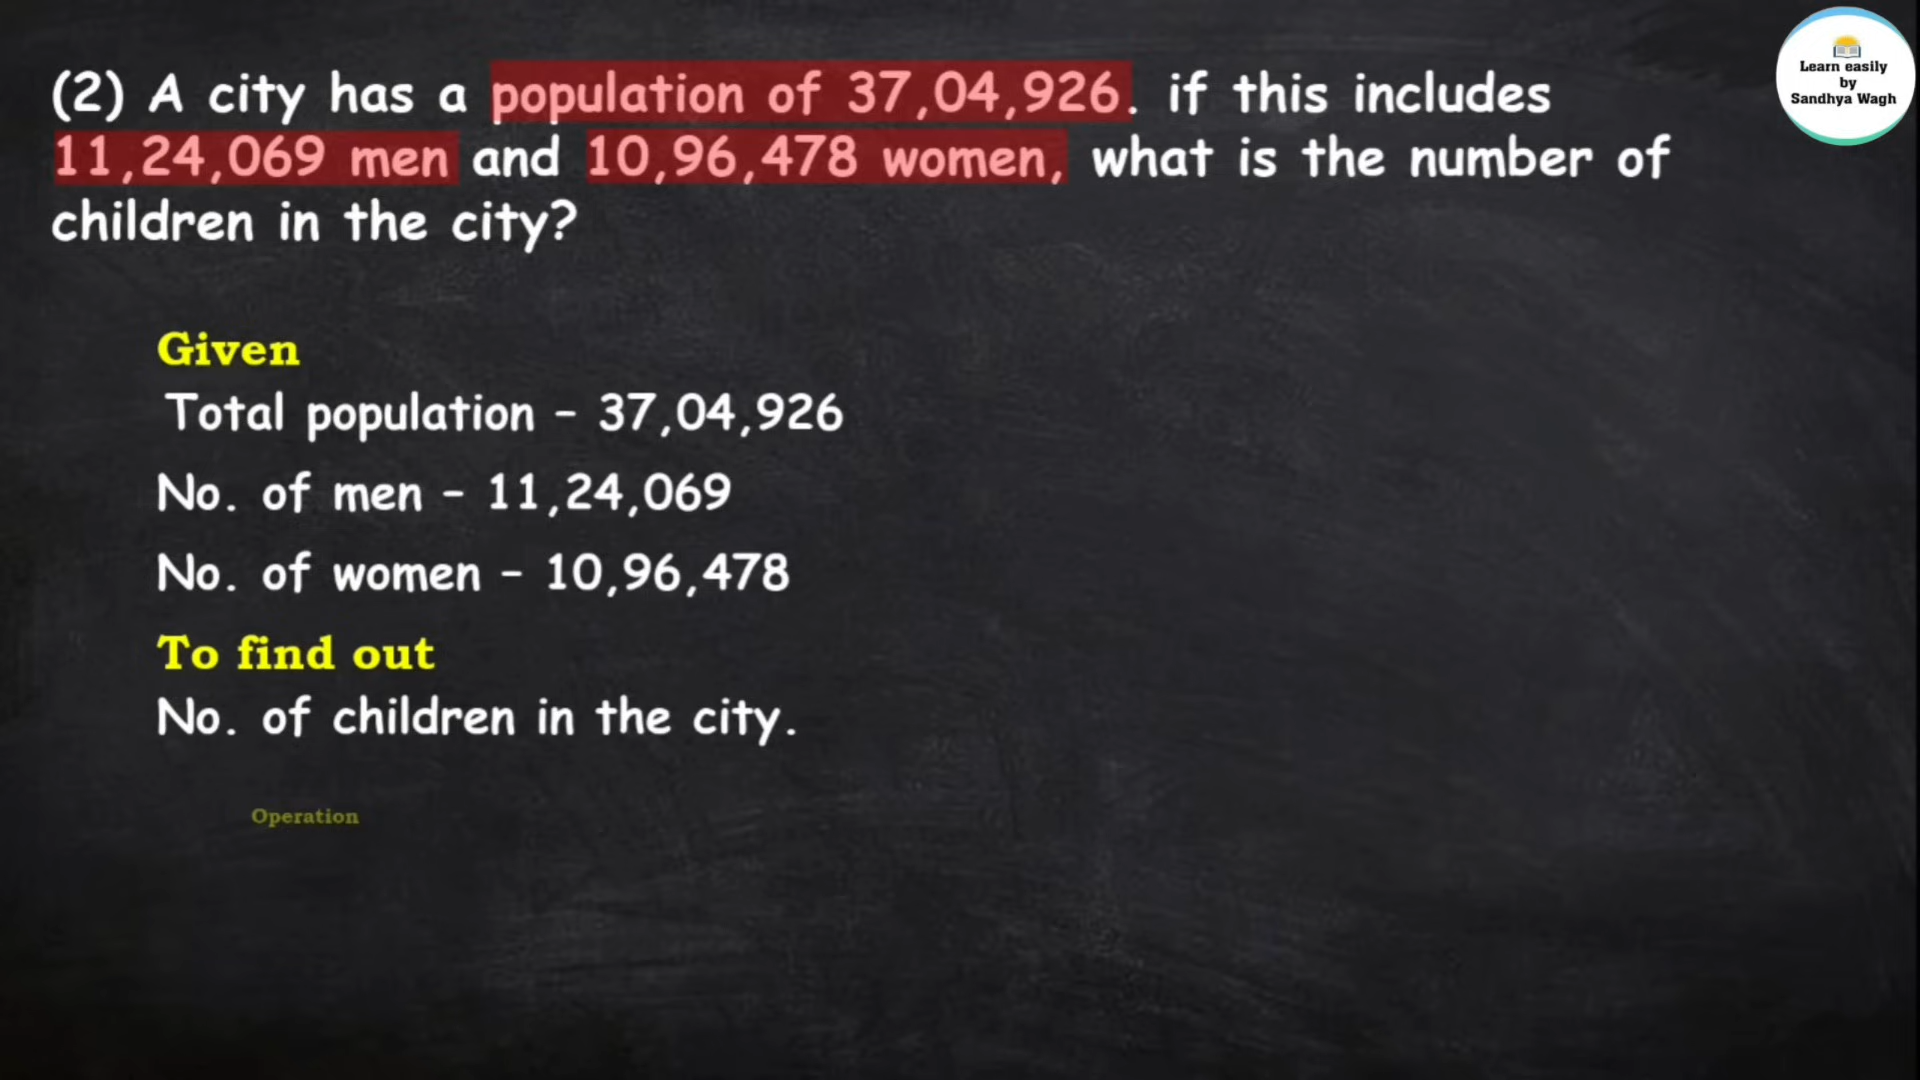 (2) A city has a population of 37,04,926. if this includes
11,24,069 men and 10,96,478 women, what is the number of
children in the city?
Learn easily
by
Sandhya Wagh
Given
Total population - 37,04,926
No. of men - 11,24,069
No. of women - 10,96,478
To find out
No. of children in the city.
Operation